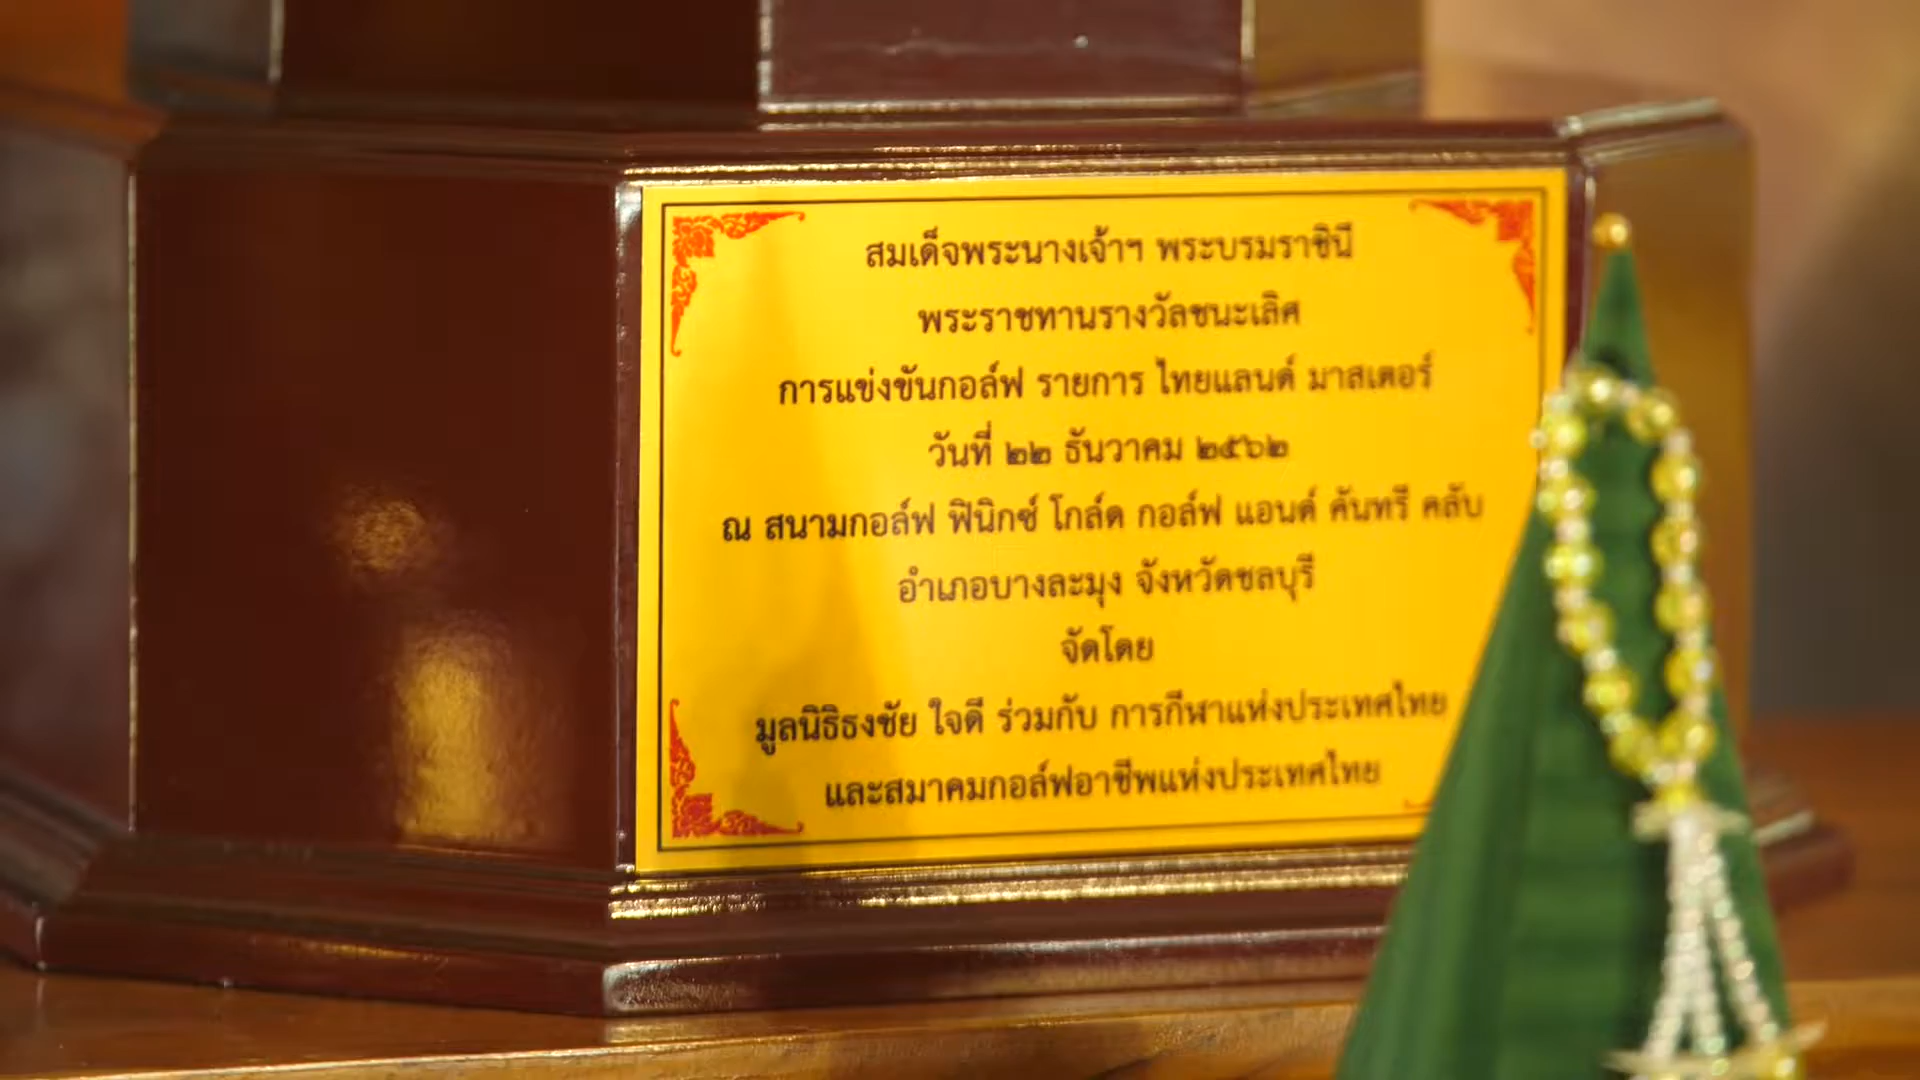 สมเด็จพระนางเจ้าฯ พระบรมราชินี
พระราชทานรางวัลชนะเลิศ
การแข่งขันกอล์ฟ รายการ ไทยแลนด์ มาสเตอร์
วันที่ ๒๒ ธันวาคม ๒๕๖๒
ณ สนามกอล์ฟ ฟินิกซ์ โกล์ด กอล์ฟ แอนด์ คันทรี คลับ
อำเภอบางละมุง จังหวัดชลบุรี
จัดโดย
มูลนิธิธงชัย ใจดี ร่วมกับ การกีฬาแห่งประเทศไทย
และสมาคมกอล์ฟอาชีพแห่งประเทศไทย